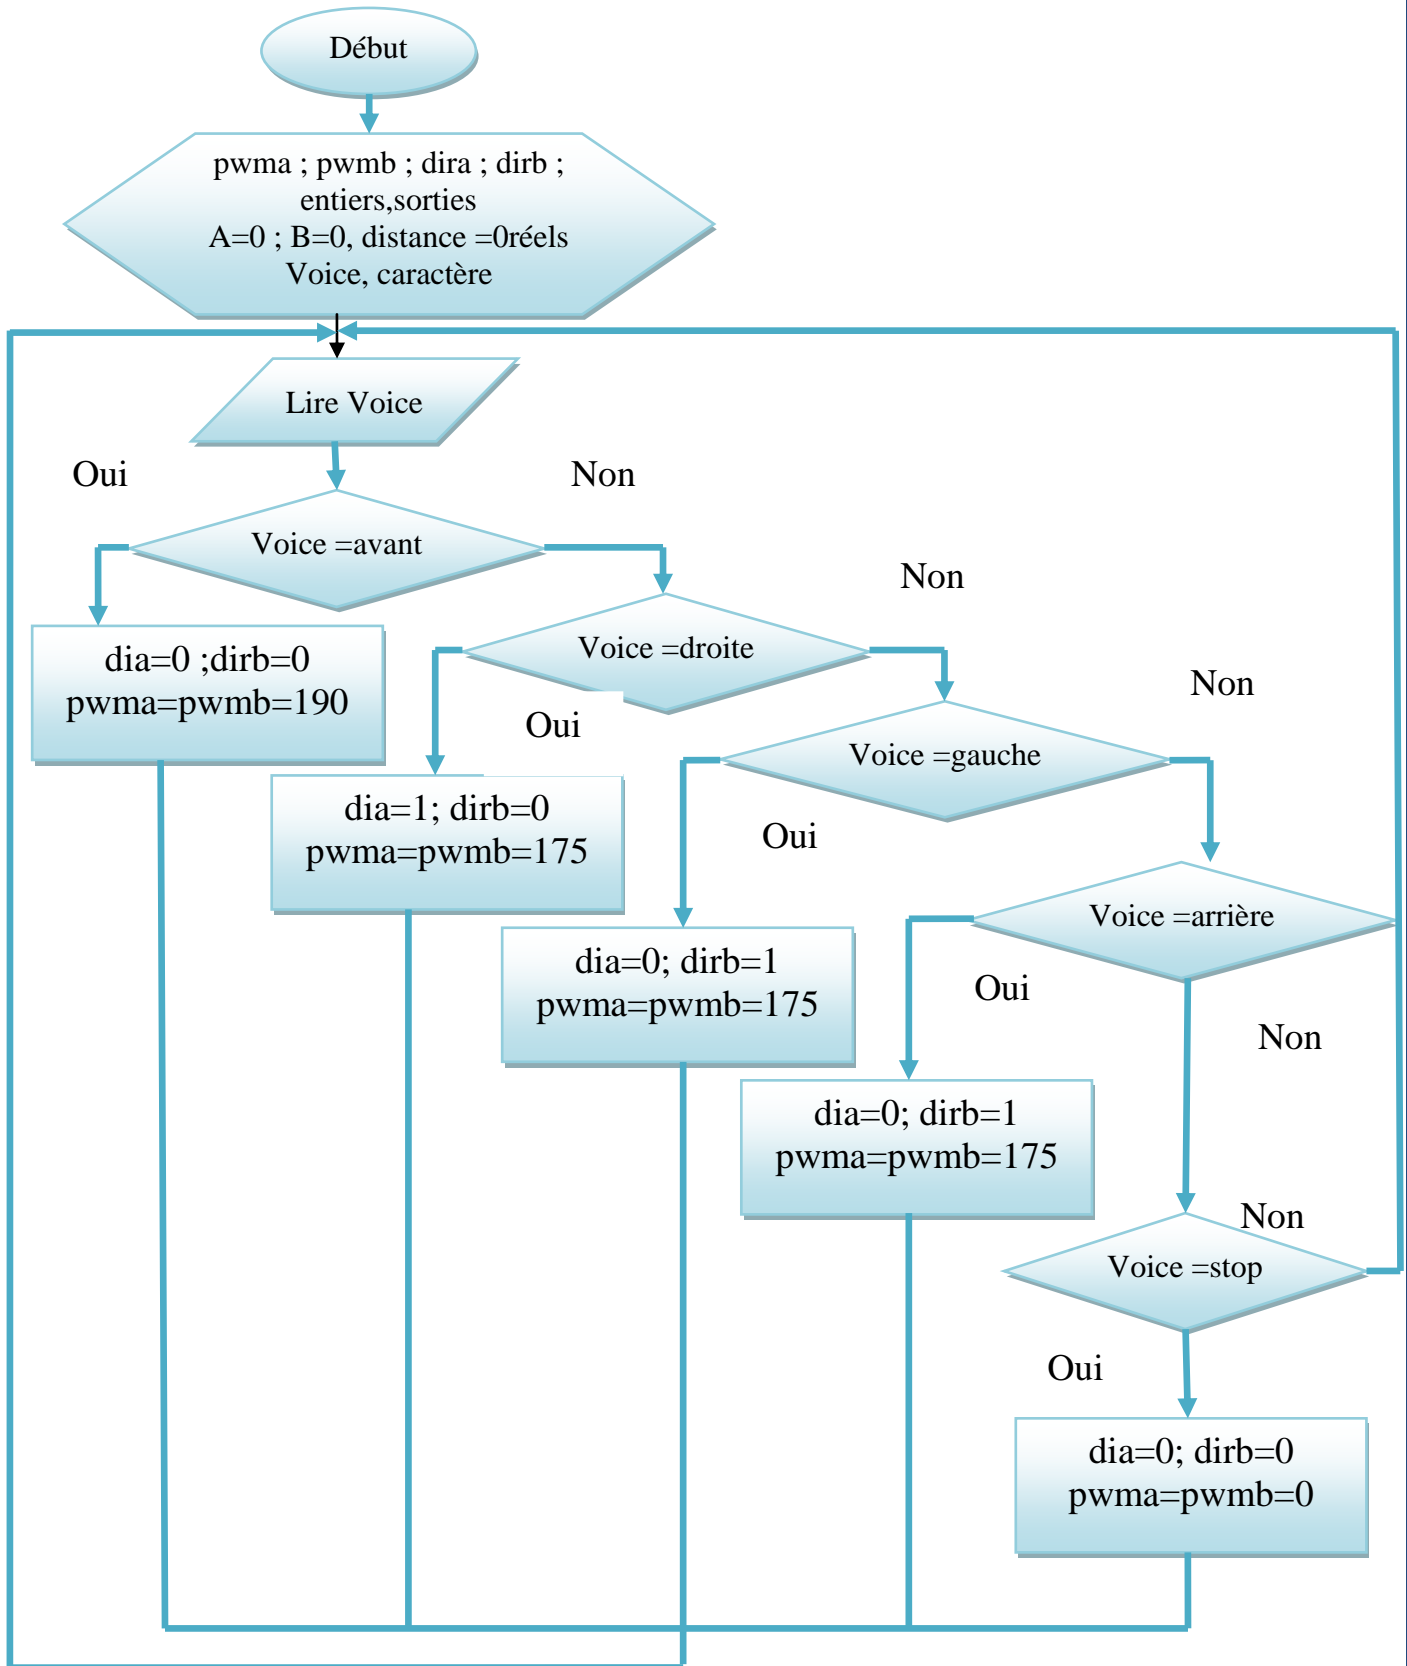 Début
pwma ; pwmb ; dira ; dirb ;
entiers,sorties
A=0 ; B=0, distance =0réels
Voice, caractère
Lire Voice
Oui
Non
Voice =avant
Non
dia=0 ;dirb=0
pwma=pwmb=190
Voice =droite
Non
Oui
Voice =gauche
dia=1; dirb=0
pwma=pwmb=175
Oui
Voice =arrière
dia=0; dirb=1
pwma=pwmb=175
Oui
Non
dia=0; dirb=1
pwma=pwmb=175
Non
Voice =stop
Oui
dia=0; dirb=0
pwma=pwmb=0